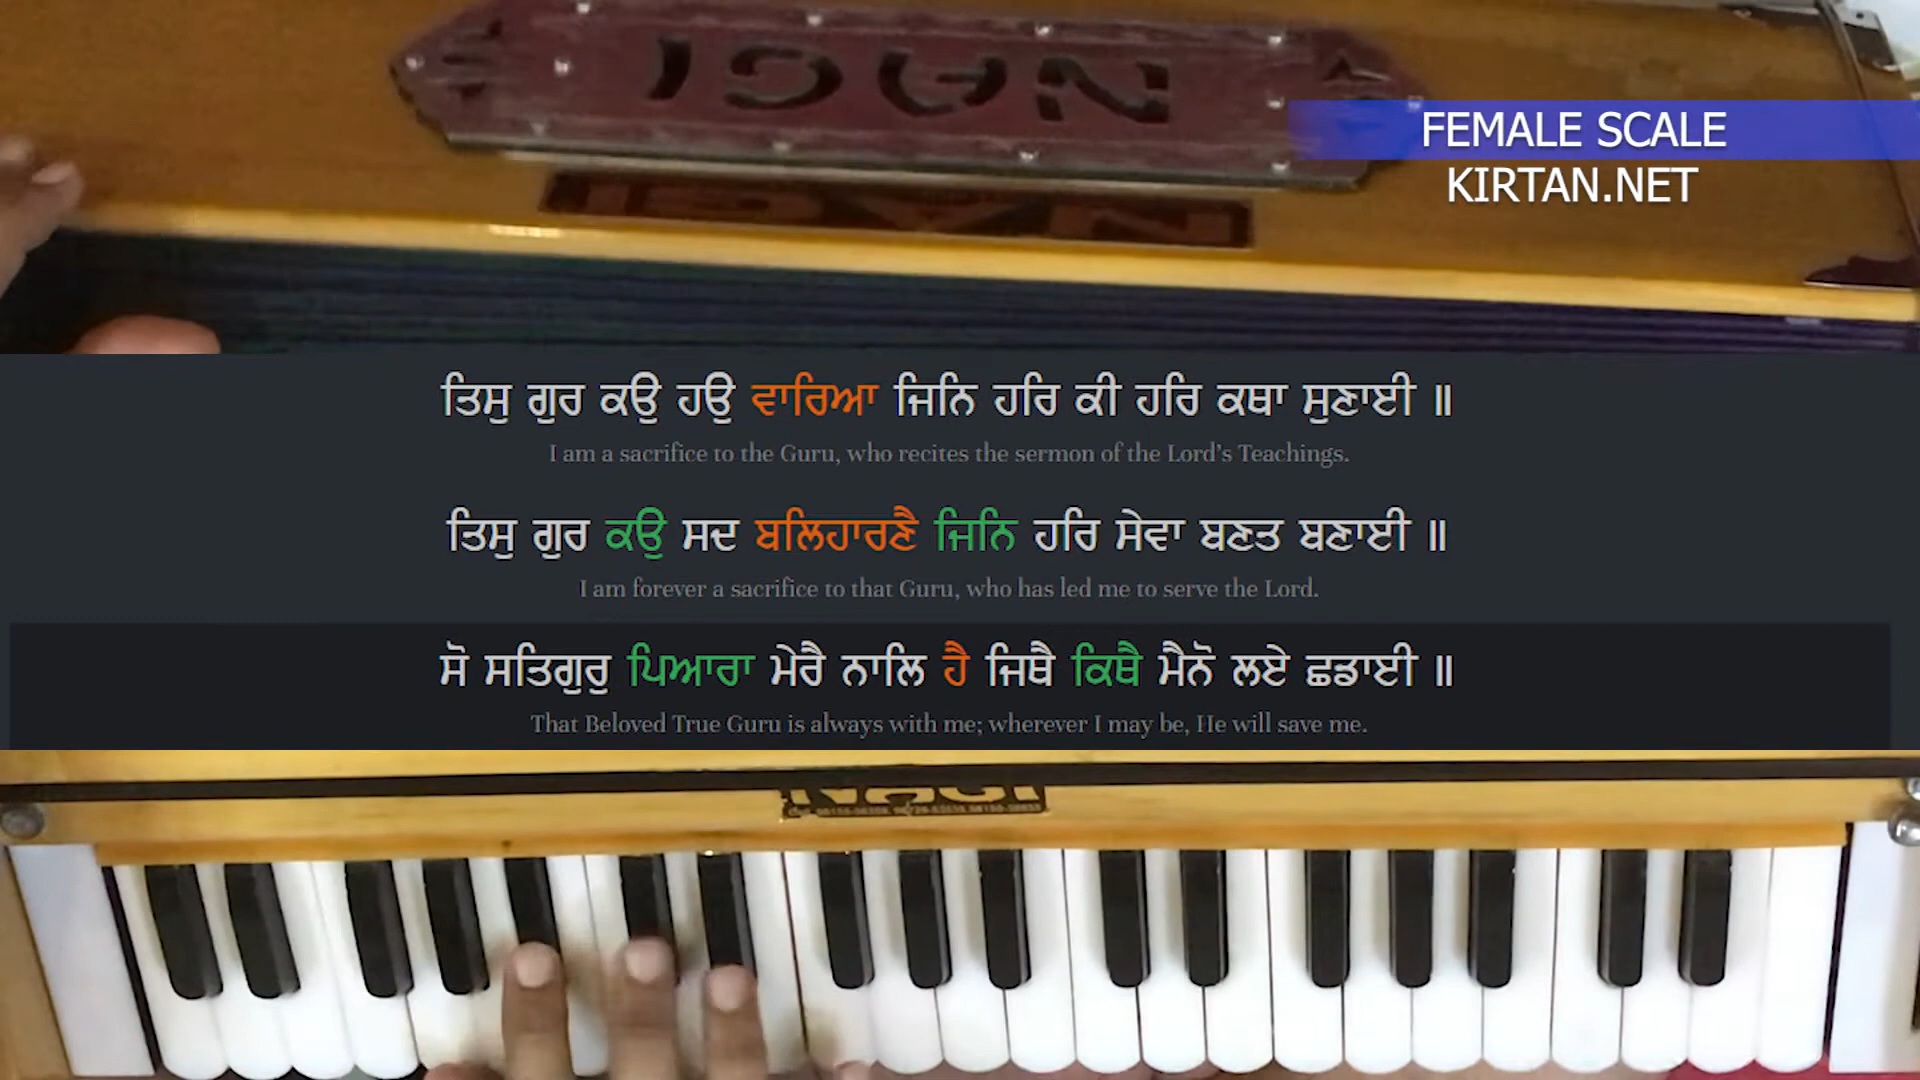 NAGI
FEMALE SCALE
KIRTAN.NET
ਤਿਸੁ ਗੁਰ ਕਉ ਹਉ ਵਾਰਿਆ ਜਿਨਿ ਹਰਿ ਕੀ ਹਰਿ ਕਥਾ ਸੁਣਾਈ ॥
I am a sacrifice to the Guru, who recites the sermon of the Lord's Teachings.
ਤਿਸੁ ਗੁਰ ਕਉ ਸਦ ਬਲਿਹਾਰਣੈ ਜਿਨਿ ਹਰਿ ਸੇਵਾ ਬਣਤ ਬਣਾਈ ॥
I am forever a sacrifice to that Guru, who has led me to serve the Lord.
ਸੋ ਸਤਿਗੁਰੁ ਪਿਆਰਾ ਮੇਰੈ ਨਾਲਿ ਹੈ ਜਿਥੈ ਕਿਥੈ ਮੈਨੋ ਲਏ ਛਡਾਈ ॥
That Beloved True Guru is always with me; wherever I may be, He will save me.